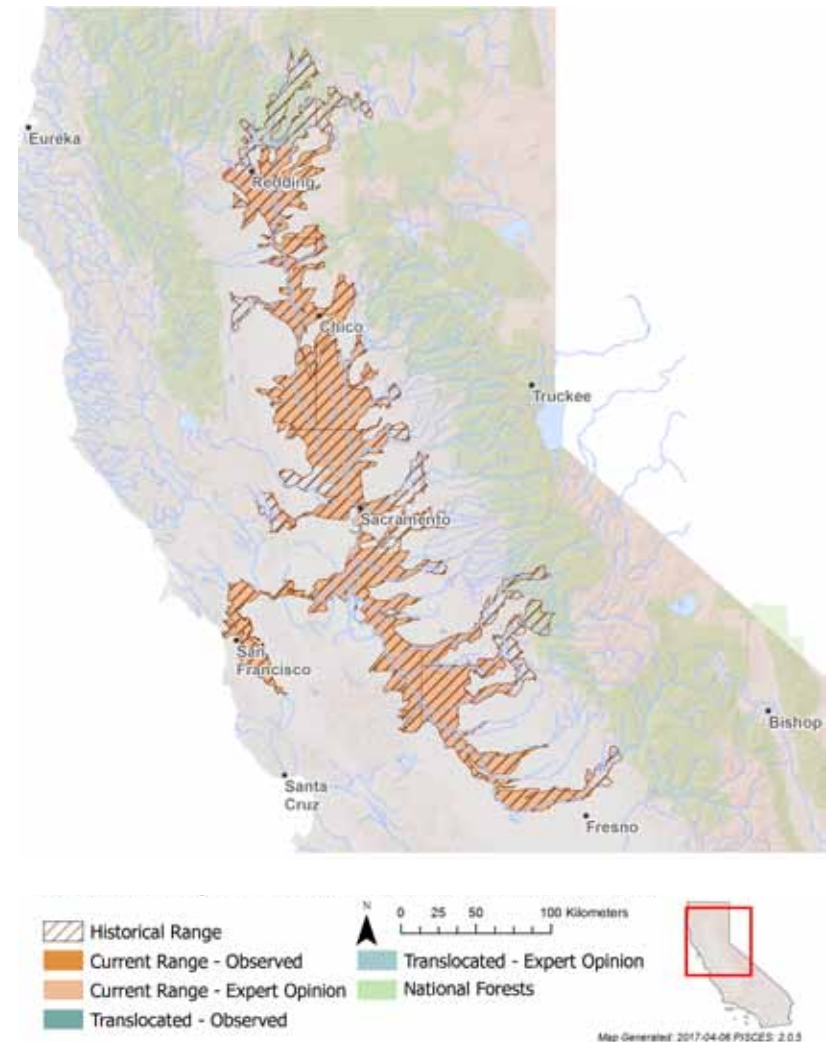 Eureka
Redding
Chico
Truckee
Sacramento
San
Francisco
Bishop
Santa
Cruz
Fresno
N
0 25 50 100 Kilometers
Historical Range
Current Range - Observed
Translocated - Expert Opinion
Current Range - Expert Opinion
National Forests
Translocated - Observed
Map Generated: 2017-04-06 PISCES: 2.0.5